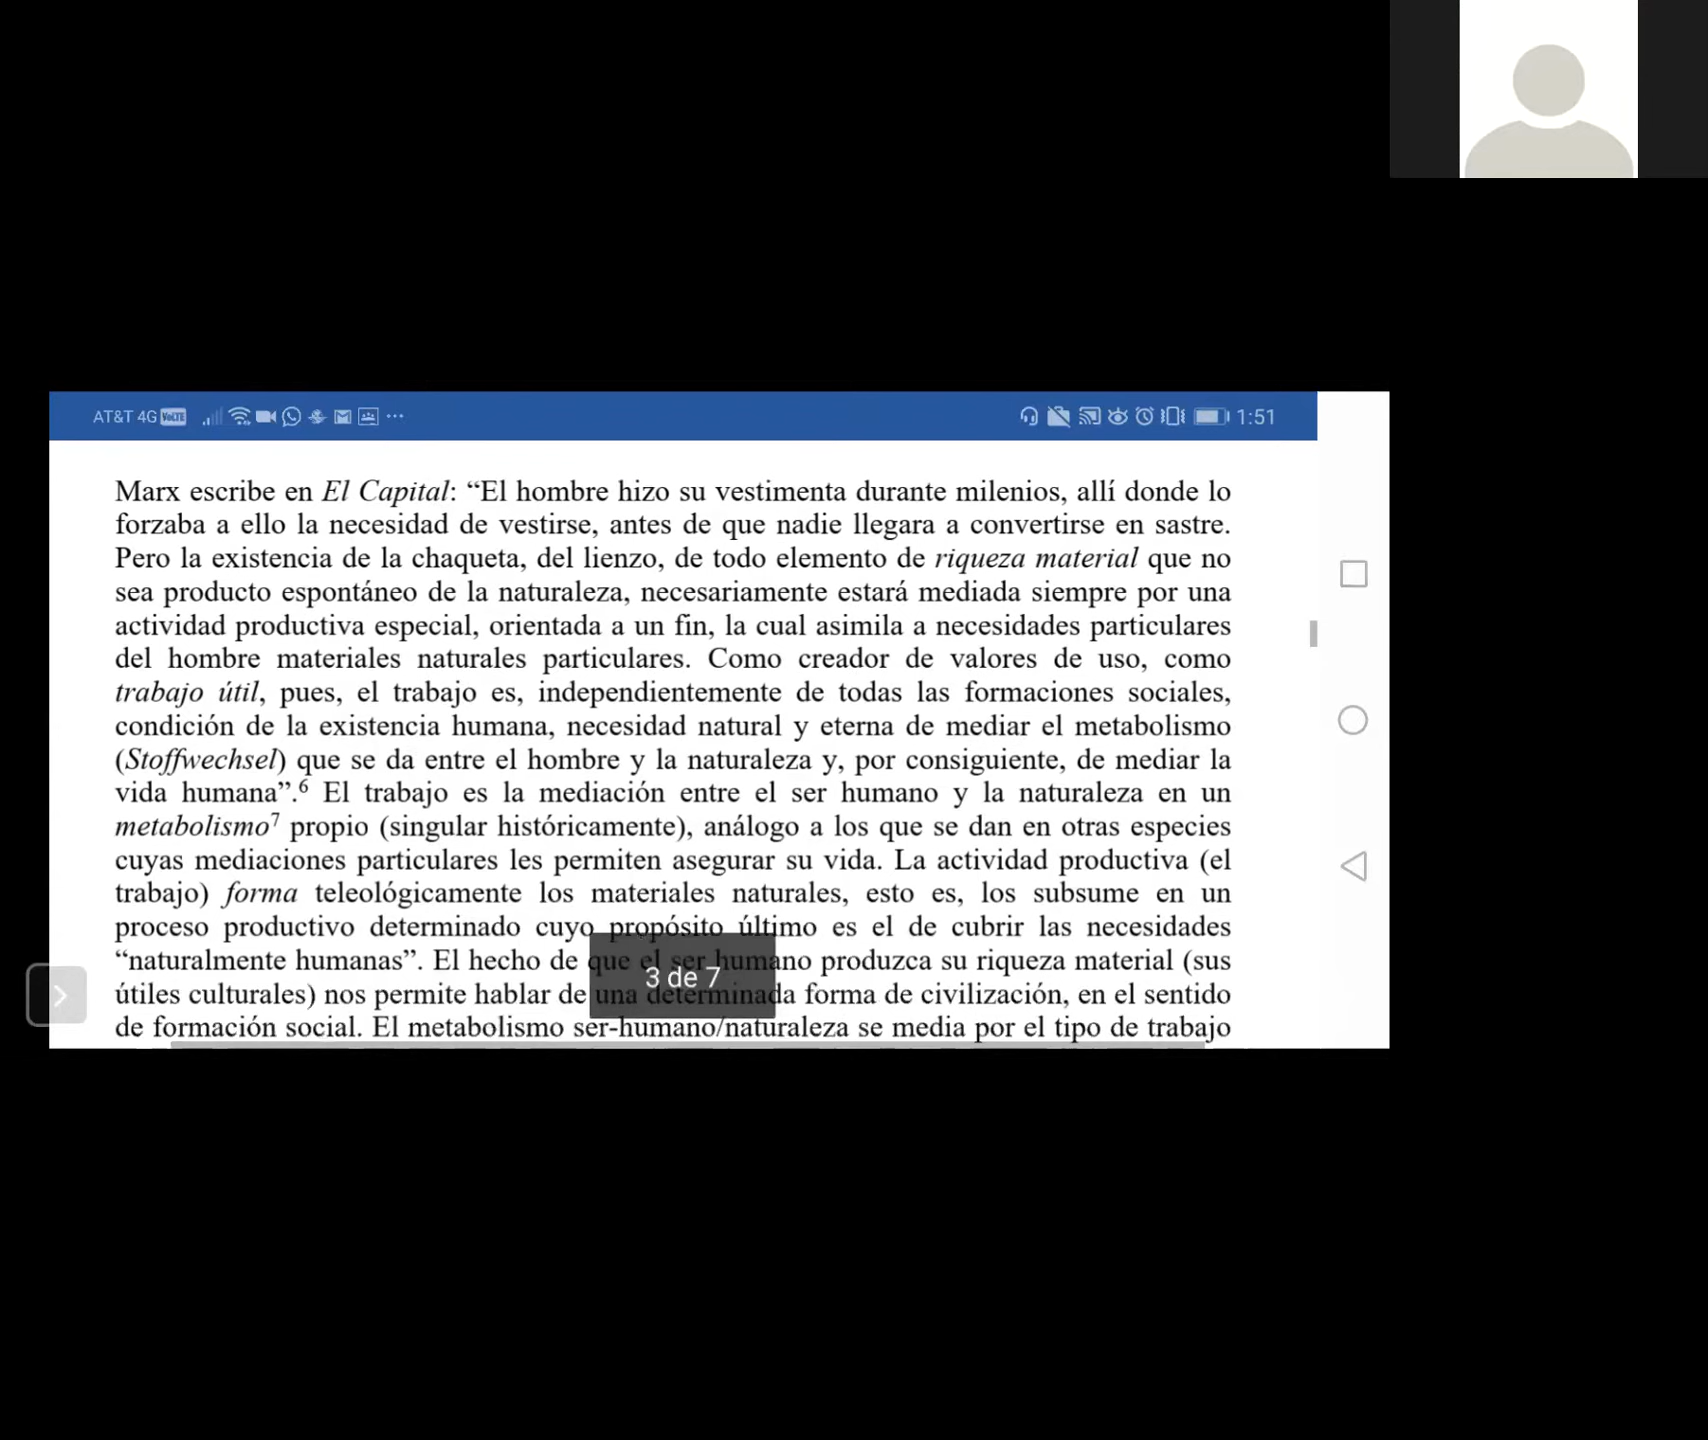 AT&T 4G VoLTE
1:51
Marx escribe en El Capital: “El hombre hizo su vestimenta durante milenios, allí donde lo
forzaba a ello la necesidad de vestirse, antes de que nadie llegara a convertirse en sastre.
Pero la existencia de la chaqueta, del lienzo, de todo elemento de riqueza material que no
sea producto espontáneo de la naturaleza, necesariamente estará mediada siempre por una
actividad productiva especial, orientada a un fin, la cual asimila a necesidades particulares
del hombre materiales naturales particulares. Como creador de valores de uso, como
trabajo útil, pues, el trabajo es, independientemente de todas las formaciones sociales,
condición de la existencia humana, necesidad natural y eterna de mediar el metabolismo
(Stoffwechsel) que se da entre el hombre y la naturaleza y, por consiguiente, de mediar la
vida humana”.⁶ El trabajo es la mediación entre el ser humano y la naturaleza en un
metabolismo⁷ propio (singular históricamente), análogo a los que se dan en otras especies
cuyas mediaciones particulares les permiten asegurar su vida. La actividad productiva (el
trabajo) forma teleológicamente los materiales naturales, esto es, los subsume en un
proceso productivo determinado cuyo propósito último es el de cubrir las necesidades
“naturalmente humanas”. El hecho de que el ser humano produzca su riqueza material (sus
3 de 7
útiles culturales) nos permite hablar de una determinada forma de civilización, en el sentido
de formación social. El metabolismo ser-humano/naturaleza se media por el tipo de trabajo